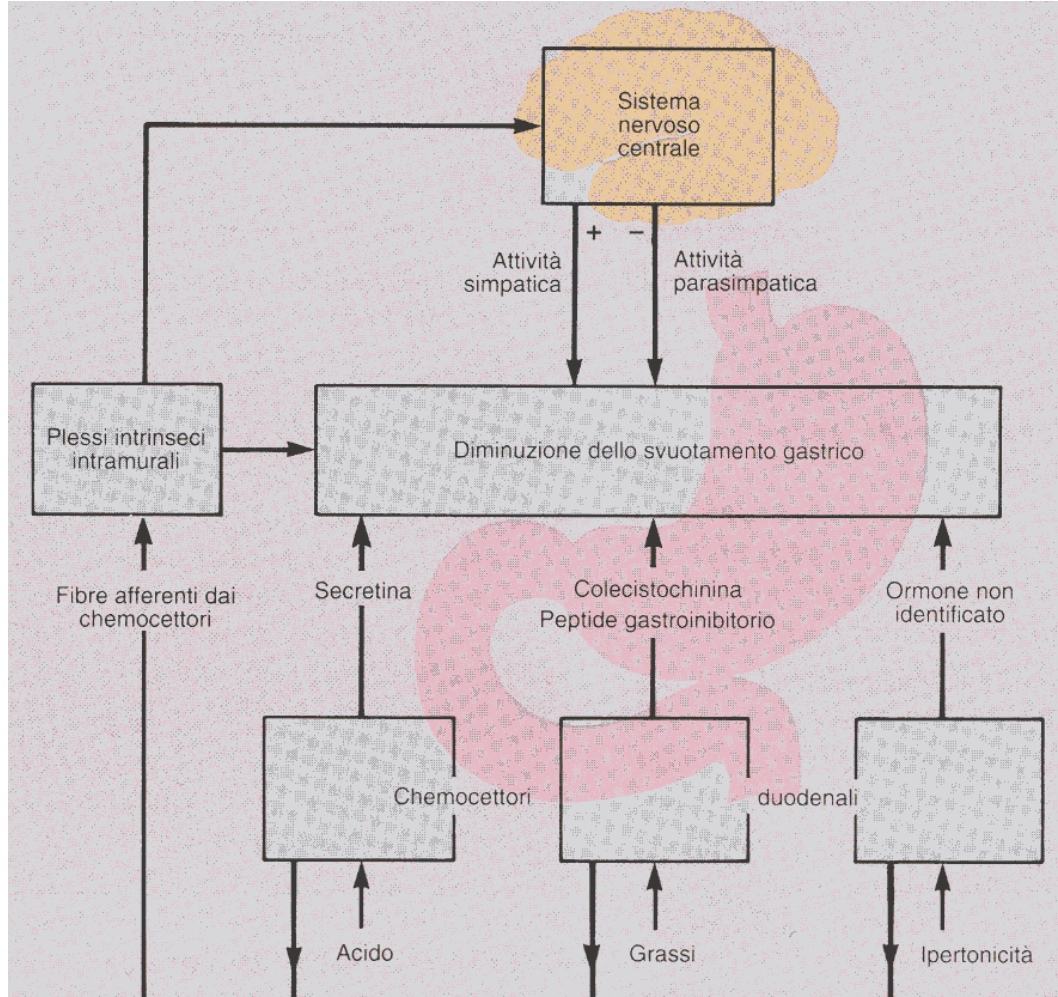 Sistema
nervoso
centrale
+ −
Attività
simpatica
Attività
parasimpatica
Plessi intrinseci
intramurali
Diminuzione dello svuotamento gastrico
Fibre afferenti dai
chemocettori
Secretina
Colecistochinina
Peptide gastroinibitorio
Ormone non
identificato
Chemocettori duodenali
Acido
Grassi
Ipertonicità